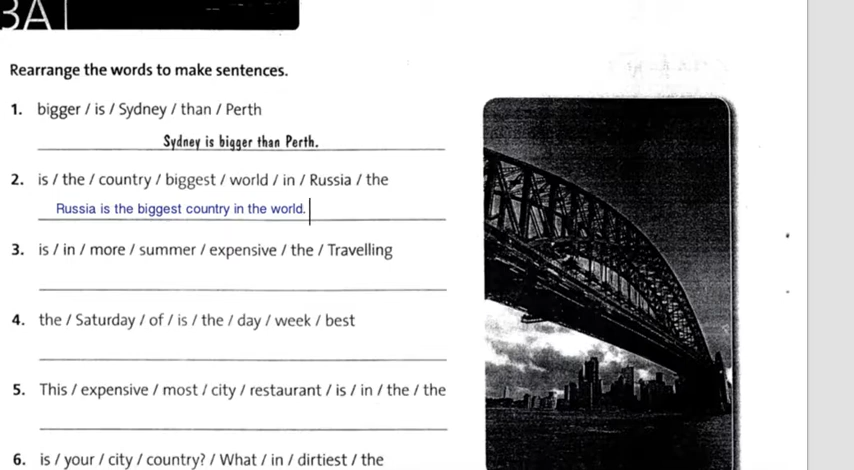 3A
Rearrange the words to make sentences.
1. bigger / is / Sydney / than / Perth
Sydney is bigger than Perth.
2. is / the / country / biggest / world / in / Russia / the
Russia is the biggest country in the world.
3. is / in / more / summer / expensive / the / Travelling
4. the / Saturday / of / is / the / day / week / best
5. This / expensive / most / city / restaurant / is / in / the / the
6. is / your / city / country? / What / in / dirtiest / the